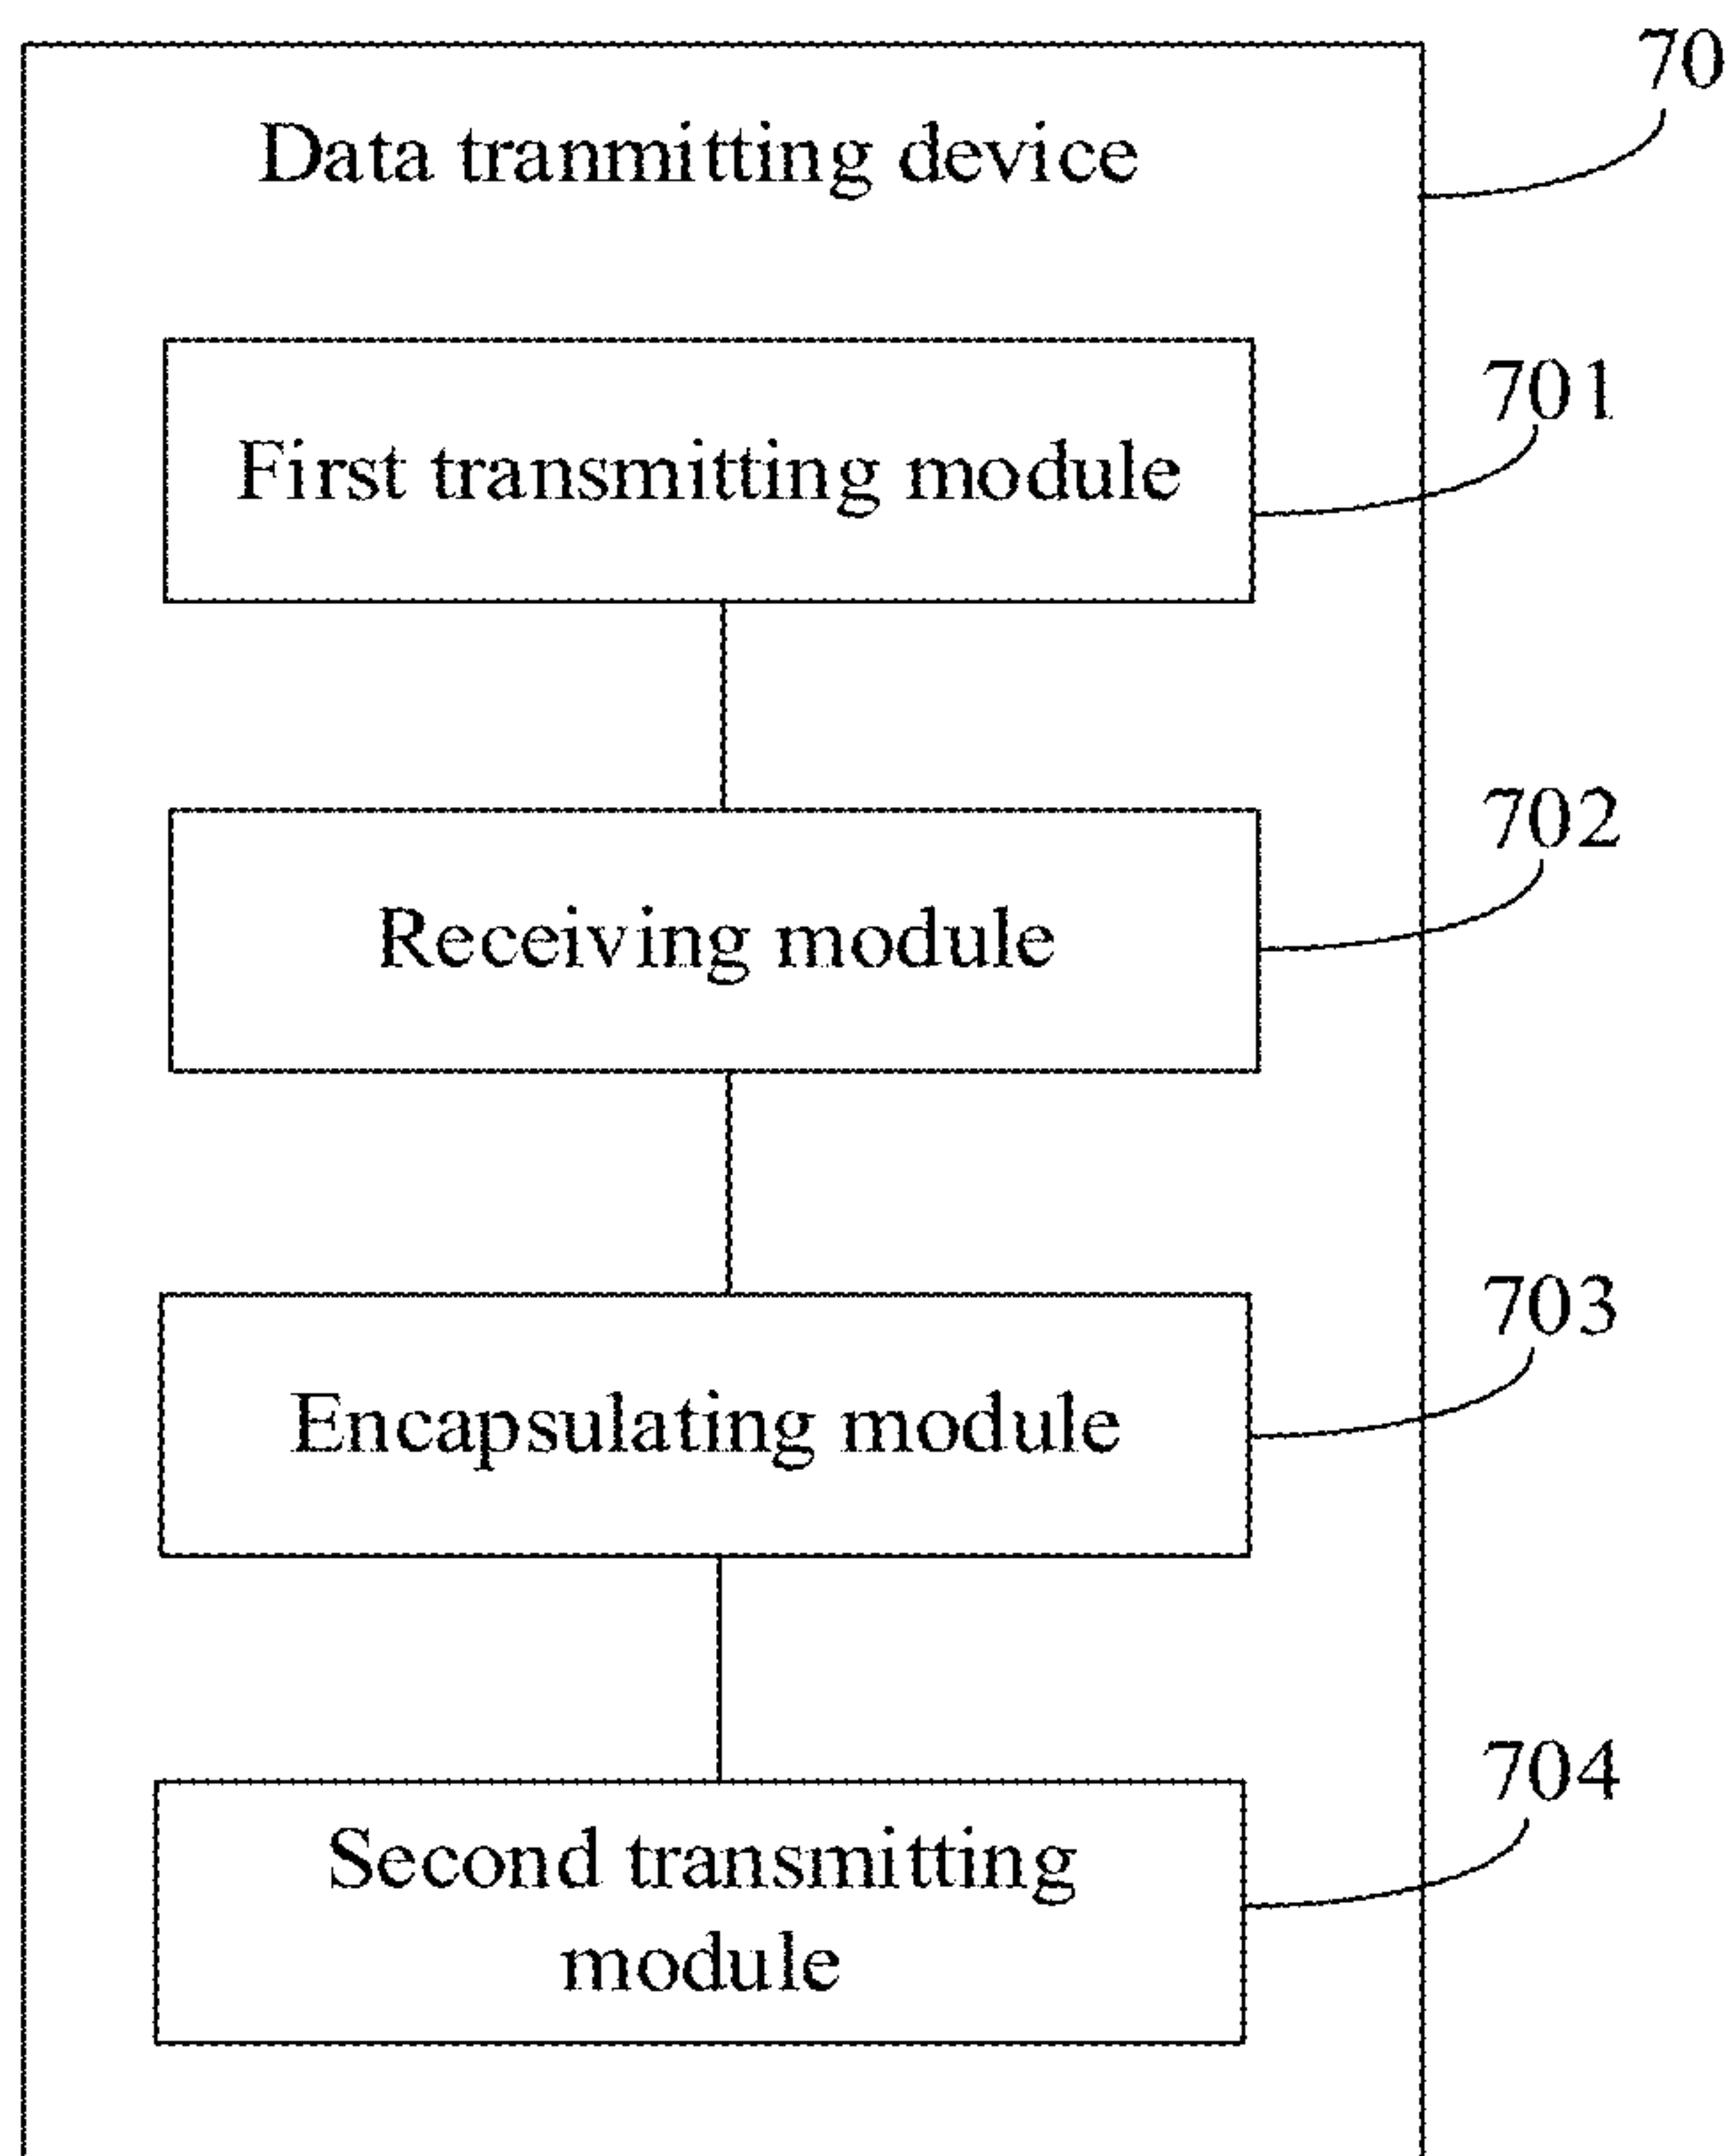 70
Data tranmitting device
701
First transmitting module
702
Receiving module
703
Encapsulating module
704
Second transmitting
module